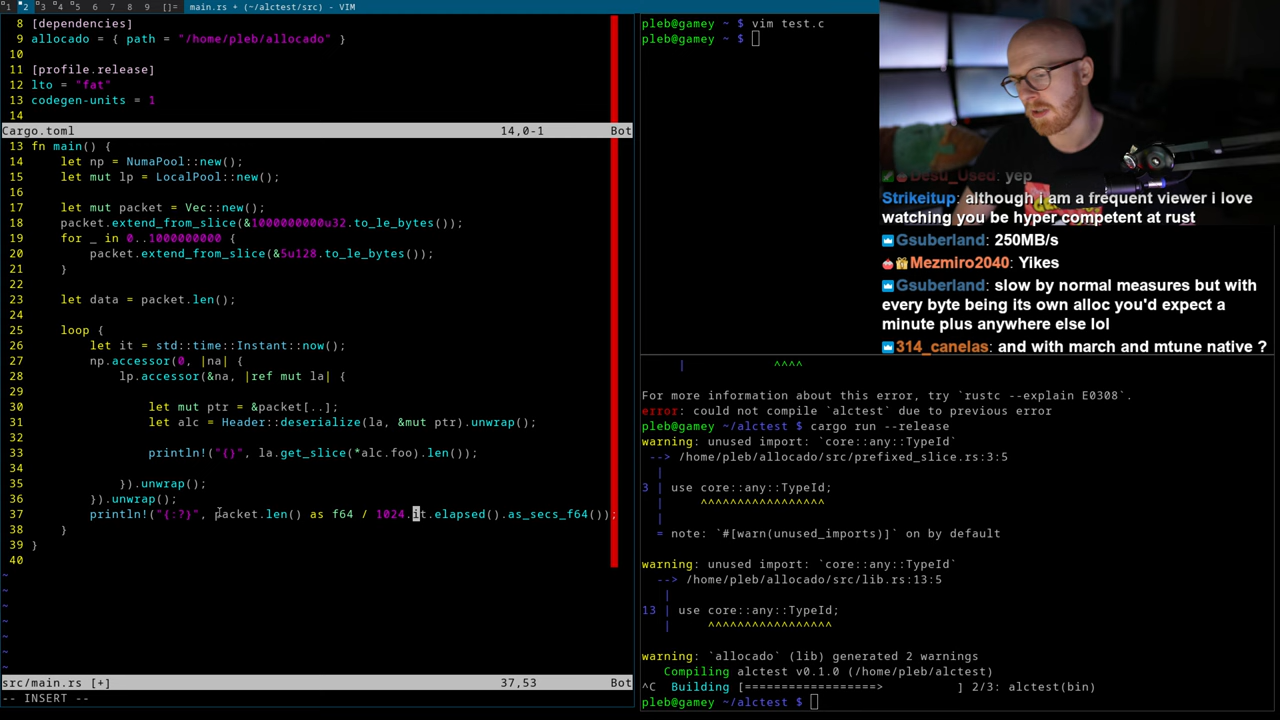 1 2 3 4 5 6 7 8 9 []= main.rs + (~/alctest/src) - VIM
8 [dependencies]
9 allocado = { path = "/home/pleb/allocado" }
10
11 [profile.release]
12 lto = "fat"
13 codegen-units = 1
14
Cargo.toml 14,0-1 Bot
13 fn main() {
14 let np = NumaPool::new();
15 let mut lp = LocalPool::new();
16
17 let mut packet = Vec::new();
18 packet.extend_from_slice(&1000000000u32.to_le_bytes());
19 for _ in 0..1000000000 {
20 packet.extend_from_slice(&5u128.to_le_bytes());
21 }
22
23 let data = packet.len();
24
25 loop {
26 let it = std::time::Instant::now();
27 np.accessor(0, |na| {
28 lp.accessor(&na, |ref mut la| {
29
30 let mut ptr = &packet[..];
31 let alc = Header::deserialize(la, &mut ptr).unwrap();
32
33 println!("{}", la.get_slice(*alc.foo).len());
34
35 }).unwrap();
36 }).unwrap();
37 println!("{:?}", packet.len() as f64 / 1024.it.elapsed().as_secs_f64());
38 }
39 }
40
~
~
~
~
~
~
~
src/main.rs [+] 37,53 Bot
-- INSERT --
pleb@gamey ~ $ vim test.c
pleb@gamey ~ $
Besu_Used: yep
Strikeitup: although i am a frequent viewer i love
watching you be hyper competent at rust
Gsuberland: 250MB/s
Mezmiro2040: Yikes
Gsuberland: slow by normal measures but with
every byte being its own alloc you'd expect a
minute plus anywhere else lol
314_canelas: and with march and mtune native ?
| ^^^^
For more information about this error, try `rustc --explain E0308`.
error: could not compile `alctest` due to previous error
pleb@gamey ~/alctest $ cargo run --release
warning: unused import: `core::any::TypeId`
--> /home/pleb/allocado/src/prefixed_slice.rs:3:5
|
3 | use core::any::TypeId;
| ^^^^^^^^^^^^^^^^^
|
= note: `#[warn(unused_imports)]` on by default
warning: unused import: `core::any::TypeId`
--> /home/pleb/allocado/src/lib.rs:13:5
|
13 | use core::any::TypeId;
| ^^^^^^^^^^^^^^^^^
warning: `allocado` (lib) generated 2 warnings
Compiling alctest v0.1.0 (/home/pleb/alctest)
^C Building [==================> ] 2/3: alctest(bin)
pleb@gamey ~/alctest $